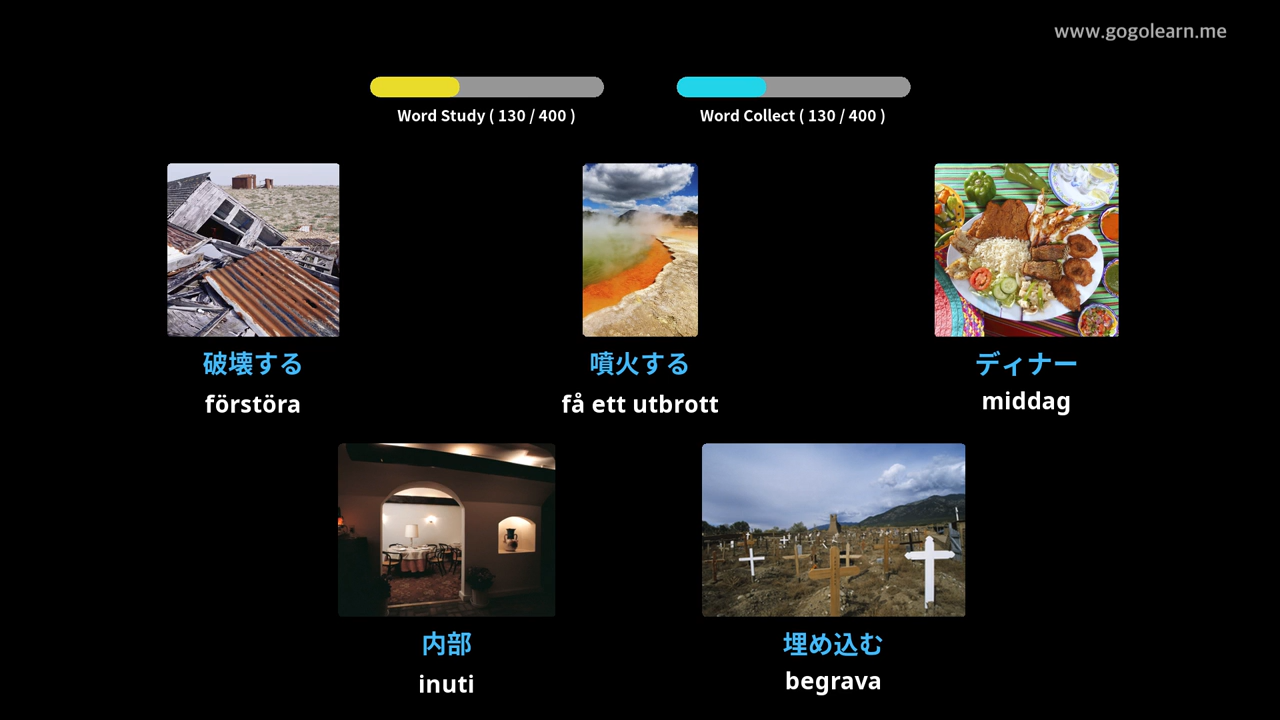 www.gogolearn.me
Word Study ( 130 / 400 )
Word Collect ( 130 / 400 )
破壊する
förstöra
噴火する
få ett utbrott
ディナー
middag
内部
inuti
埋め込む
begrava